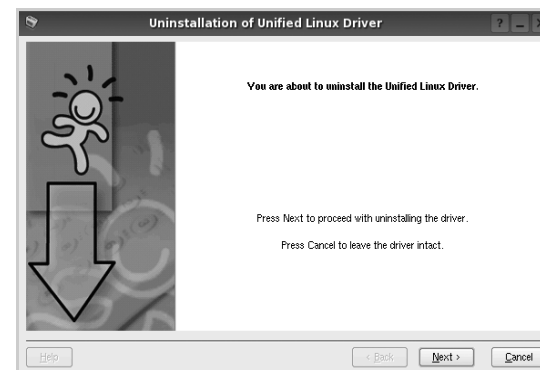 Uninstallation of Unified Linux Driver
You are about to uninstall the Unified Linux Driver.
Press Next to proceed with uninstalling the driver.
Press Cancel to leave the driver intact.
Help
< Back
Next >
Cancel